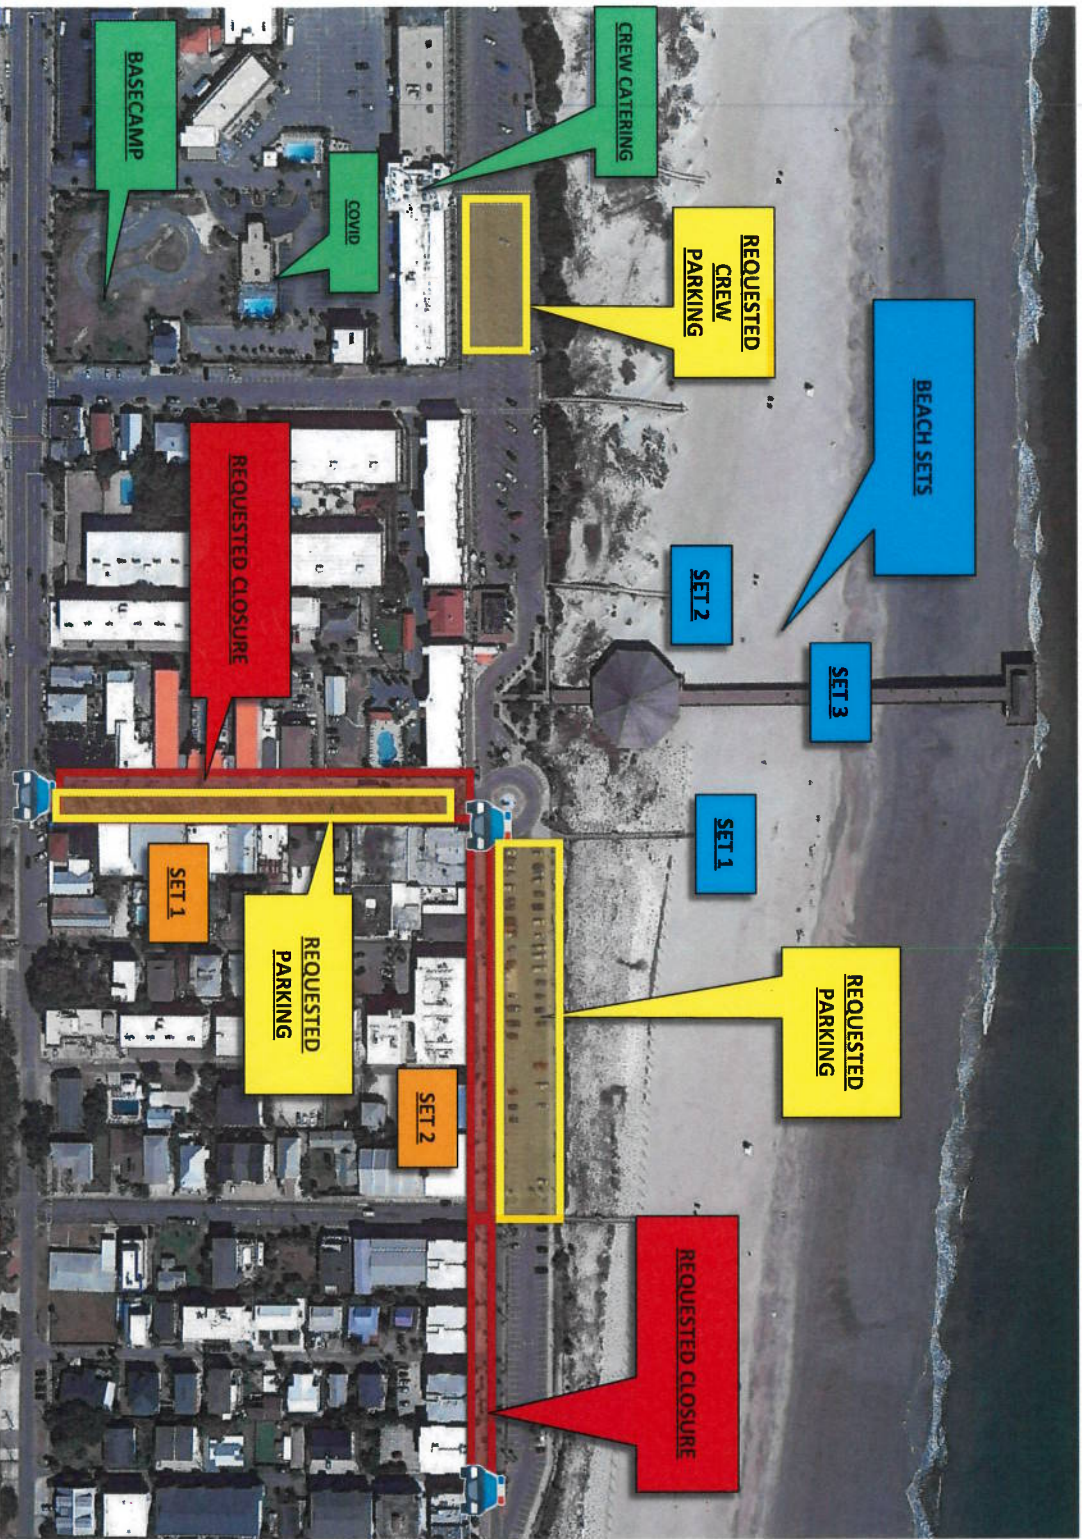 BASECAMP
CREW CATERING
COVID
REQUESTED
CREW
PARKING
BEACH SETS
REQUESTED CLOSURE
SET 2
SET 3
SET 1
SET 1
REQUESTED
PARKING
REQUESTED
PARKING
SET 2
REQUESTED CLOSURE